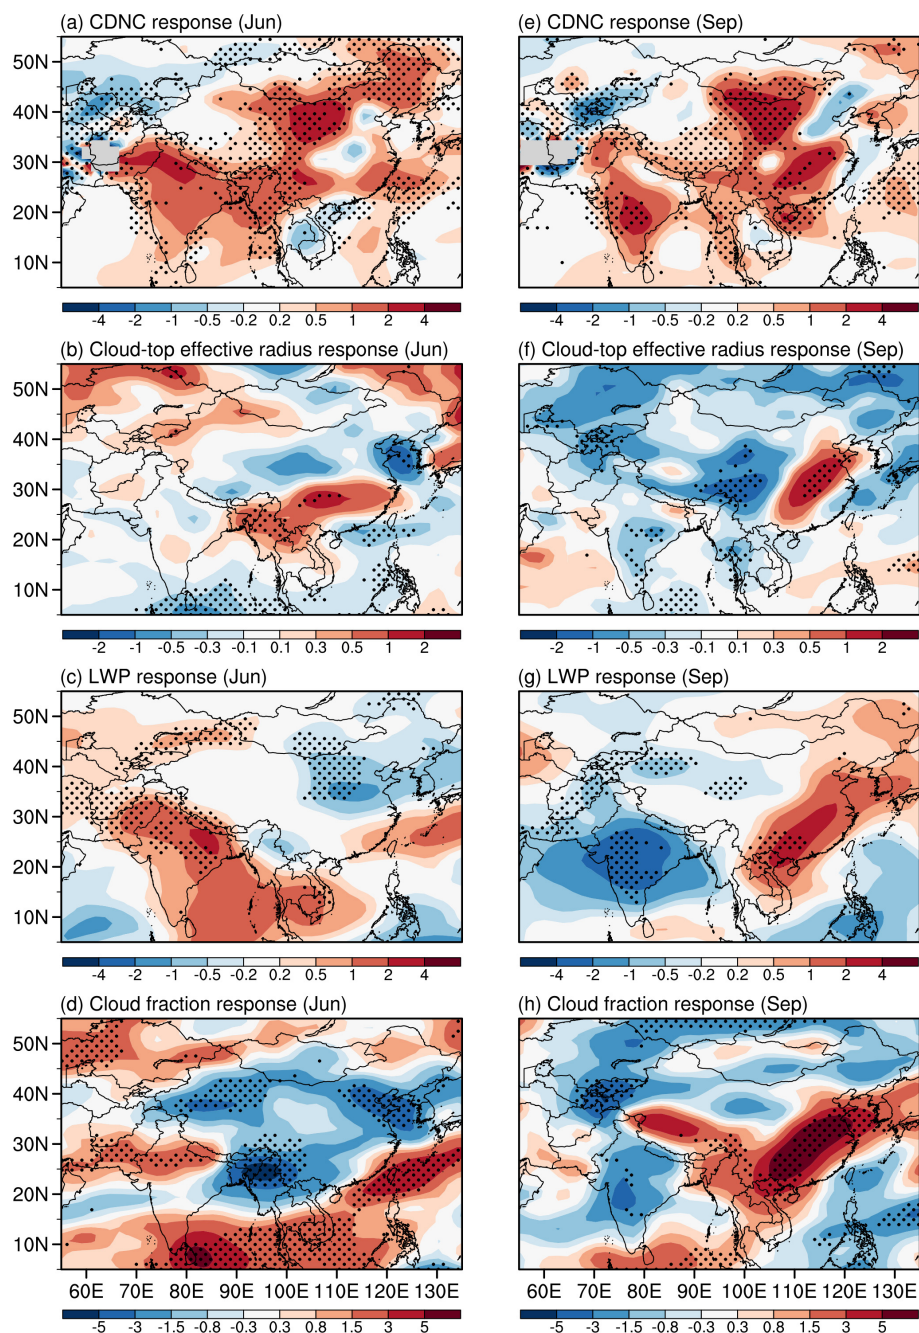 (a) CDNC response (Jun)
(e) CDNC response (Sep)
50N
40N
30N
20N
10N
-4 -2 -1 -0.5 -0.2 0.2 0.5 1 2 4
-4 -2 -1 -0.5 -0.2 0.2 0.5 1 2 4
(b) Cloud-top effective radius response (Jun)
(f) Cloud-top effective radius response (Sep)
50N
40N
30N
20N
10N
-2 -1 -0.5 -0.3 -0.1 0.1 0.3 0.5 1 2
-2 -1 -0.5 -0.3 -0.1 0.1 0.3 0.5 1 2
(c) LWP response (Jun)
(g) LWP response (Sep)
50N
40N
30N
20N
10N
-4 -2 -1 -0.5 -0.2 0.2 0.5 1 2 4
-4 -2 -1 -0.5 -0.2 0.2 0.5 1 2 4
(d) Cloud fraction response (Jun)
(h) Cloud fraction response (Sep)
50N
40N
30N
20N
10N
60E 70E 80E 90E 100E 110E 120E 130E
60E 70E 80E 90E 100E 110E 120E 130E
-5 -3 -1.5 -0.8 -0.3 0.3 0.8 1.5 3 5
-5 -3 -1.5 -0.8 -0.3 0.3 0.8 1.5 3 5